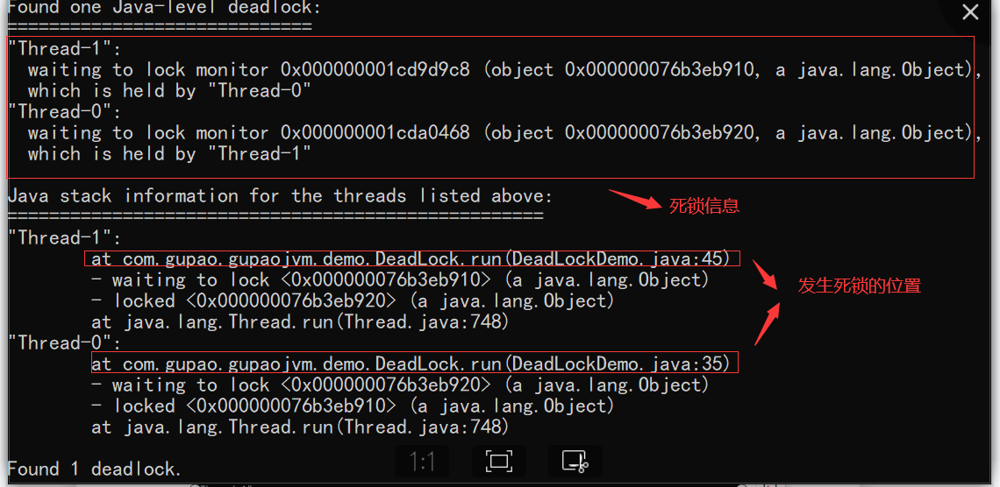 Found one Java-level deadlock:
=============================
"Thread-1":
  waiting to lock monitor 0x000000001cd9d9c8 (object 0x000000076b3eb910, a java.lang.Object),
  which is held by "Thread-0"
"Thread-0":
  waiting to lock monitor 0x000000001cda0468 (object 0x000000076b3eb920, a java.lang.Object),
  which is held by "Thread-1"
Java stack information for the threads listed above:
死锁信息
===================================================
"Thread-1":
        at com.gupao.gupaojvm.demo.DeadLock.run(DeadLockDemo.java:45)
        - waiting to lock <0x000000076b3eb910> (a java.lang.Object)
发生死锁的位置
        - locked <0x000000076b3eb920> (a java.lang.Object)
        at java.lang.Thread.run(Thread.java:748)
"Thread-0":
        at com.gupao.gupaojvm.demo.DeadLock.run(DeadLockDemo.java:35)
        - waiting to lock <0x000000076b3eb920> (a java.lang.Object)
        - locked <0x000000076b3eb910> (a java.lang.Object)
        at java.lang.Thread.run(Thread.java:748)
Found 1 deadlock.
1:1